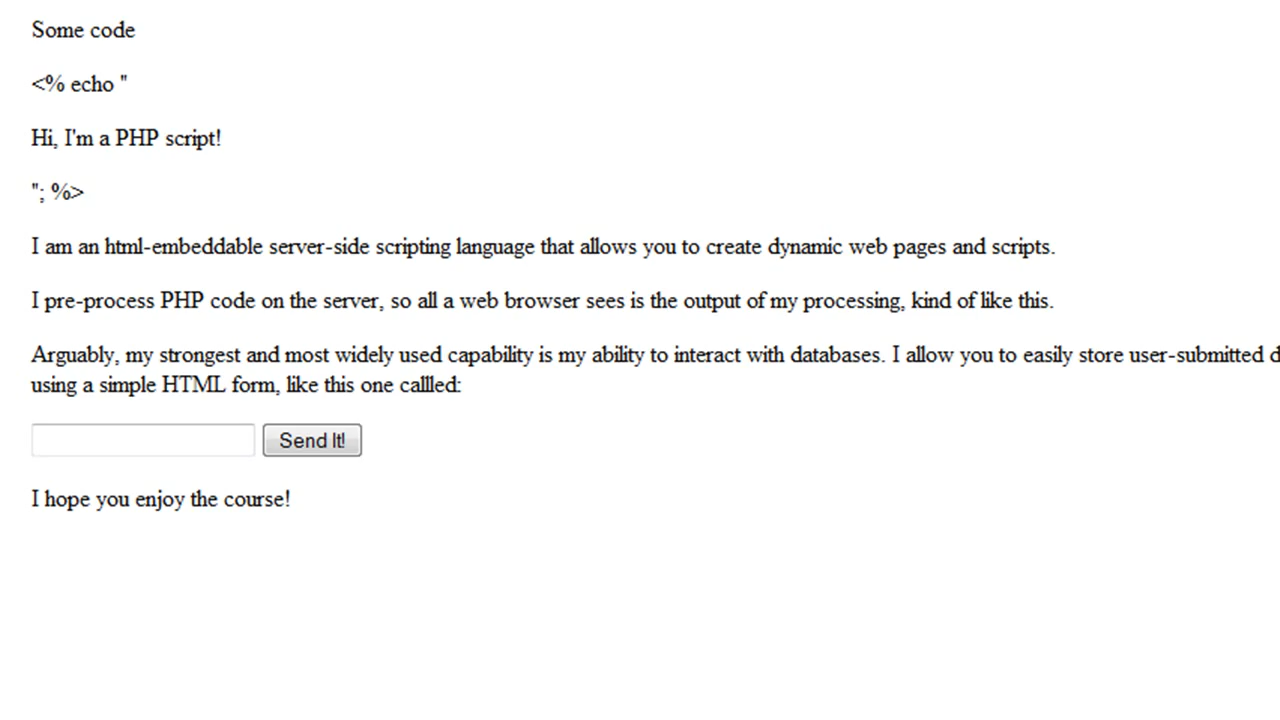 Some code
<% echo "
Hi, I'm a PHP script!
"; %>
I am an html-embeddable server-side scripting language that allows you to create dynamic web pages and scripts.
I pre-process PHP code on the server, so all a web browser sees is the output of my processing, kind of like this.
Arguably, my strongest and most widely used capability is my ability to interact with databases. I allow you to easily store user-submitted
using a simple HTML form, like this one callled:
Send It!
I hope you enjoy the course!